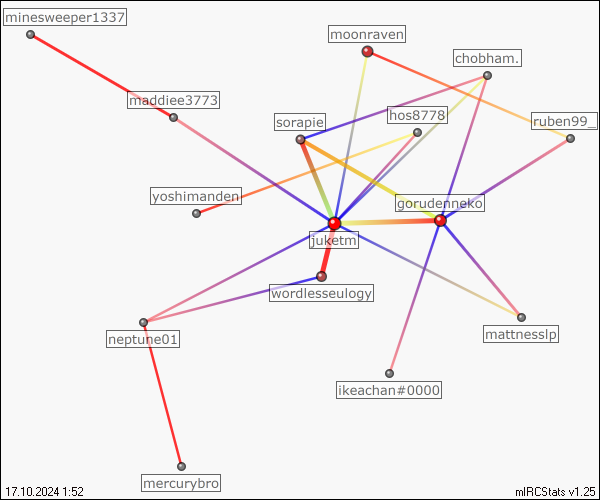 minesweeper1337
moonraven
chobham.
maddiee3773
hos8778
sorapie
ruben99_
yoshimanden
gorudenneko
juketm
wordlesseulogy
neptune01
mattnesslp
ikeachan#0000
mercurybro
17.10.2024 1:52
mIRCStats v1.25